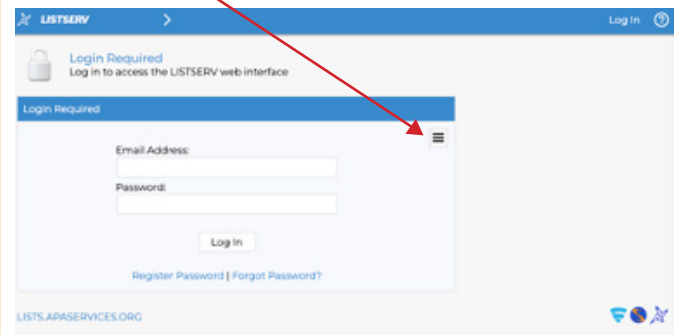 LISTSERV
Log In
Login Required
Log in to access the LISTSERV web interface
Login Required
Email Address:
Password:
Log In
Register Password | Forgot Password?
LISTS.APASERVICES.ORG